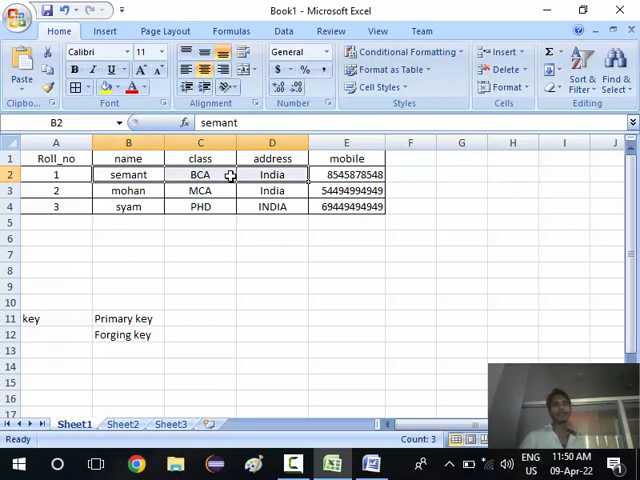 Book1 - Microsoft Excel
Home Insert Page Layout Formulas Data Review View Team
Paste
Clipboard
Calibri 11
B I U A A
Font
Alignment
General
$ % ,
Number
Conditional Formatting
Format as Table
Cell Styles
Styles
Insert
Delete
Format
Cells
Σ
Sort & Filter
Find & Select
Editing
B2 fx semant
A B C D E F G H I J
1 Roll_no name class address mobile
2 1 semant BCA India 8545878548
3 2 mohan MCA India 54494994949
4 3 syam PHD INDIA 69449494949
5
6
7
8
9
10
11 key Primary key
12 Forging key
13
14
15
16
17
Sheet1 Sheet2 Sheet3
Ready Count: 3
ENG 11:50 AM
US 09-Apr-22
1